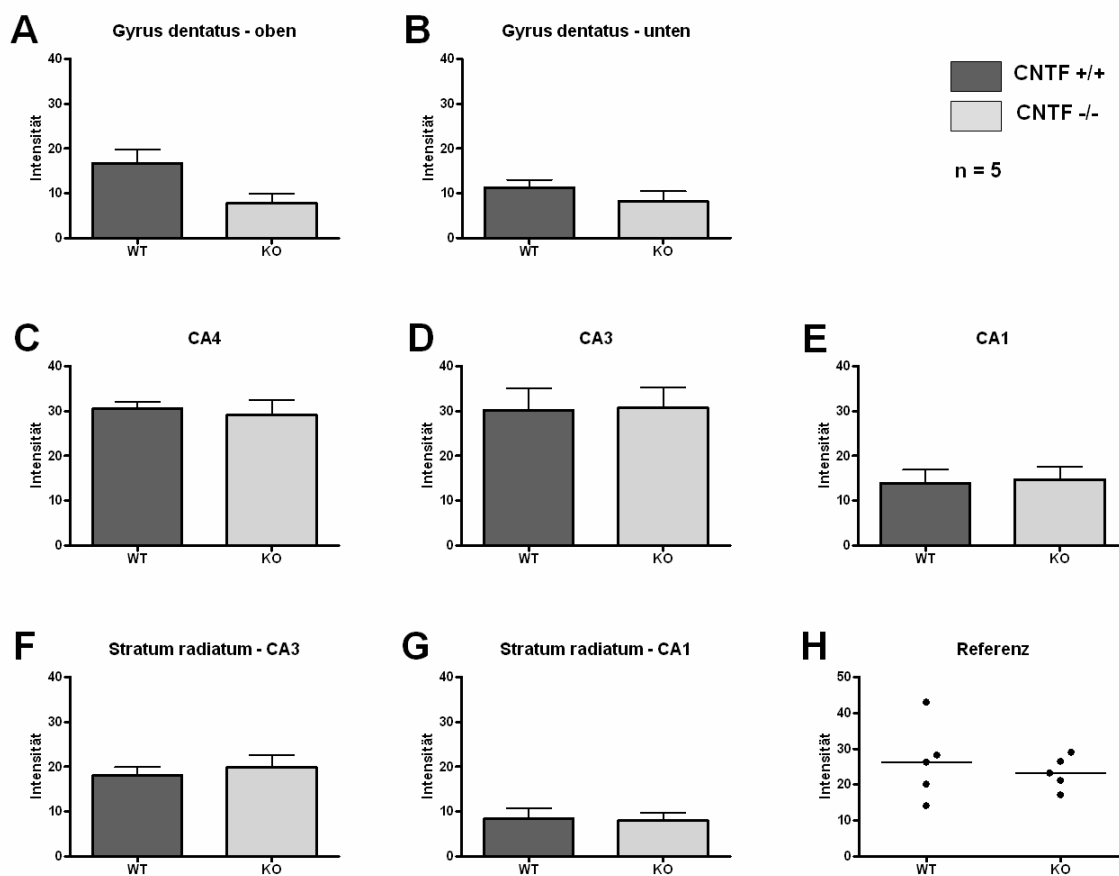 A Gyrus dentatus - oben
Intensität
40
30
20
10
0
WT KO
B Gyrus dentatus - unten
Intensität
40
30
20
10
0
WT KO
CNTF +/+
CNTF -/-
n = 5
C CA4
Intensität
40
30
20
10
0
WT KO
D CA3
Intensität
40
30
20
10
0
WT KO
E CA1
Intensität
40
30
20
10
0
WT KO
F Stratum radiatum - CA3
Intensität
40
30
20
10
0
WT KO
G Stratum radiatum - CA1
Intensität
40
30
20
10
0
WT KO
H Referenz
Intensität
50
40
30
20
10
0
WT KO